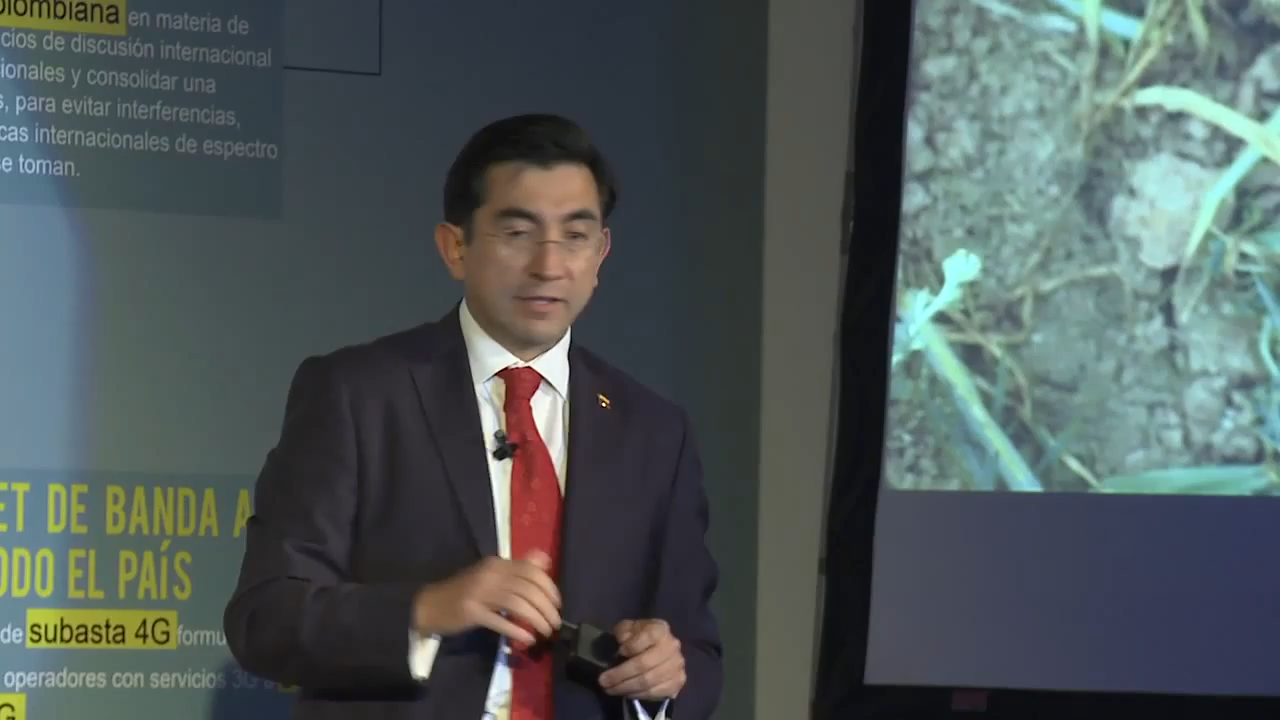 colombiana en materia de
cios de discusión internacional
ionales y consolidar una
s, para evitar interferencias,
cas internacionales de espectro
se toman.
ET DE BANDA A
ODO EL PAÍS
de subasta 4G formu
operadores con servicios 3G
G